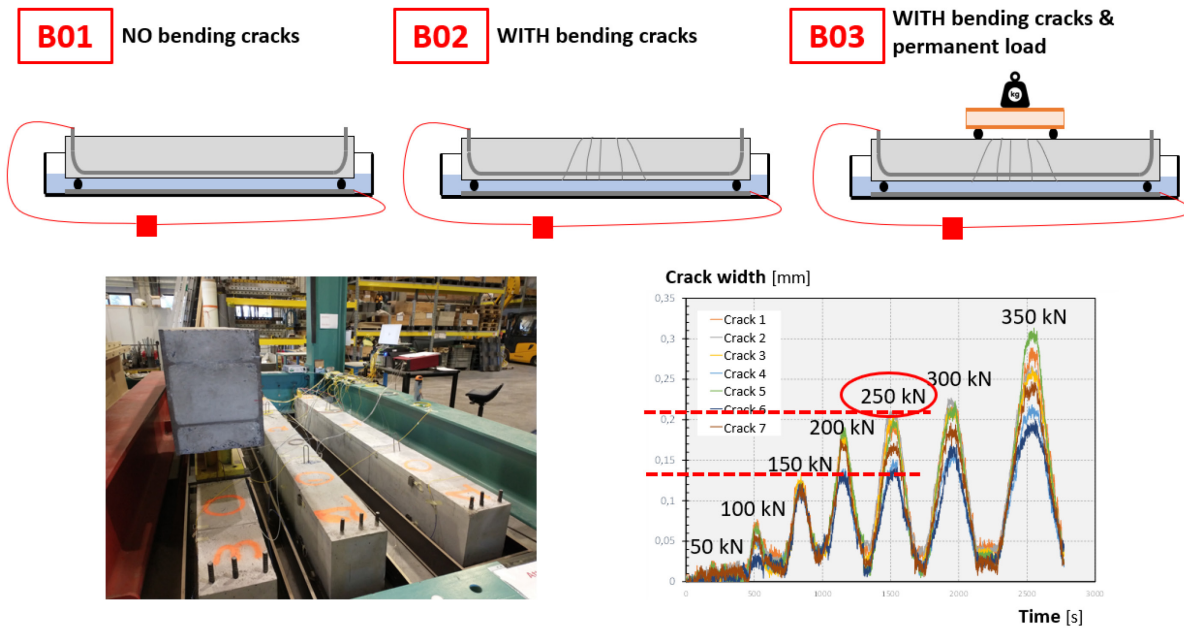 B01
NO bending cracks
B02
WITH bending cracks
B03
WITH bending cracks &
permanent load
kg
Crack width [mm]
0,35
0,3
0,25
0,2
0,15
0,1
0,05
0
0
500
1000
1500
2000
2500
3000
Crack 1
Crack 2
Crack 3
Crack 4
Crack 5
Crack 6
Crack 7
50 kN
100 kN
150 kN
200 kN
250 kN
300 kN
350 kN
Time [s]